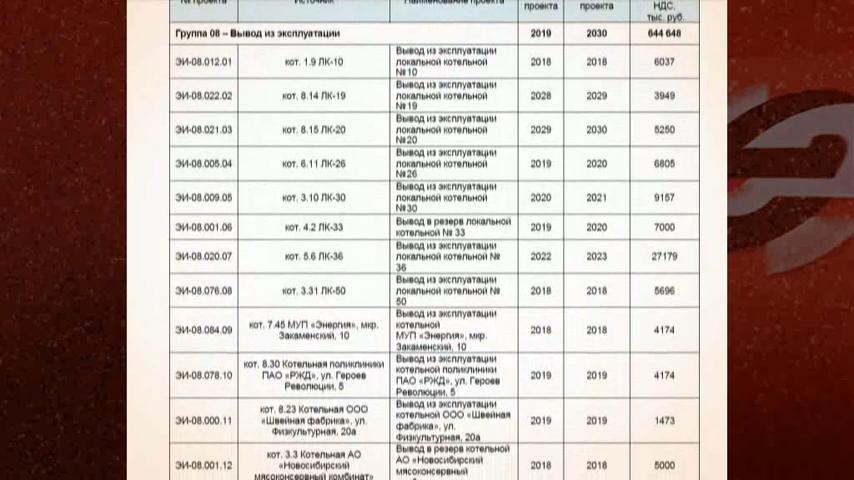 № проекта Источник Наименование проекта проекта проекта НДС,
тыс. руб.
Группа 08 – Вывод из эксплуатации 2019 2030 644 648
ЭИ-08.012.01 кот. 1.9 ЛК-10 Вывод из эксплуатации
локальной котельной
№10 2018 2018 6037
ЭИ-08.022.02 кот. 8.14 ЛК-19 Вывод из эксплуатации
локальной котельной
№19 2028 2029 3949
ЭИ-08.021.03 кот. 8.15 ЛК-20 Вывод из эксплуатации
локальной котельной
№20 2029 2030 5250
ЭИ-08.005.04 кот. 6.11 ЛК-26 Вывод из эксплуатации
локальной котельной
№26 2019 2020 6805
ЭИ-08.009.05 кот. 3.10 ЛК-30 Вывод из эксплуатации
локальной котельной
№30 2020 2021 9157
ЭИ-08.001.06 кот. 4.2 ЛК-33 Вывод в резерв локальной
котельной № 33 2019 2020 7000
ЭИ-08.020.07 кот. 5.6 ЛК-36 Вывод из эксплуатации
локальной котельной №
36 2022 2023 27179
ЭИ-08.076.08 кот. 3.31 ЛК-50 Вывод из эксплуатации
локальной котельной №
50 2018 2018 5696
ЭИ-08.084.09 кот. 7.45 МУП «Энергия», мкр.
Закаменский, 10 Вывод из эксплуатации
котельной
МУП «Энергия», мкр.
Закаменский, 10 2018 2018 4174
ЭИ-08.078.10 кот. 8.30 Котельная поликлиники
ПАО «РЖД», ул. Героев
Революции, 5 Вывод из эксплуатации
котельной поликлиники
ПАО «РЖД», ул. Героев
Революции, 5 2019 2019 4174
ЭИ-08.000.11 кот. 8.23 Котельная ООО
«Швейная фабрика», ул.
Физкультурная, 20а Вывод из эксплуатации
котельной ООО «Швейная
фабрика», ул.
Физкультурная, 20а 2019 2019 1473
ЭИ-08.001.12 кот. 3.3 Котельная АО
«Новосибирский
мясоконсервный комбинат» Вывод в резерв котельной
АО «Новосибирский
мясоконсервный 2018 2018 5000